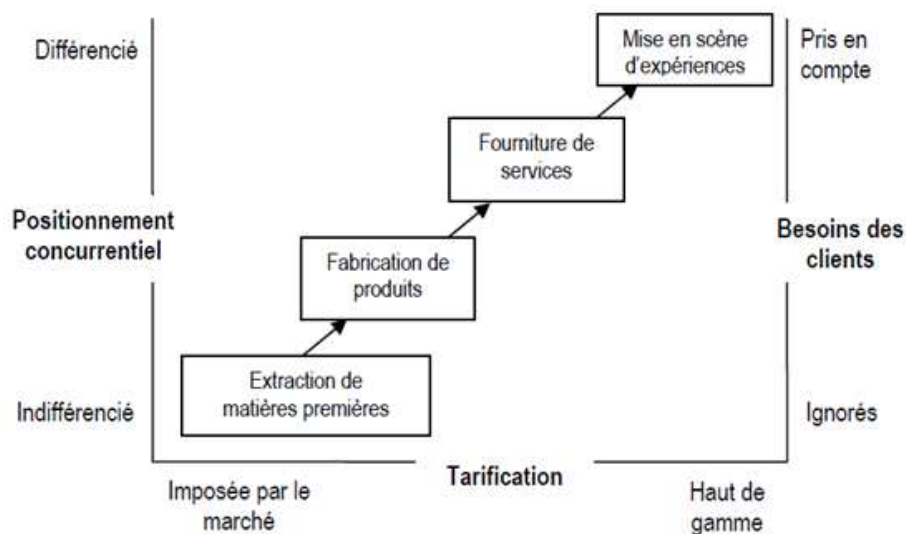 Différencié
Mise en scène
d'expériences
Pris en
compte
Fourniture de
services
Positionnement
concurrentiel
Besoins des
clients
Fabrication de
produits
Extraction de
matières premières
Indifférencié
Ignorés
Tarification
Imposée par le
marché
Haut de
gamme